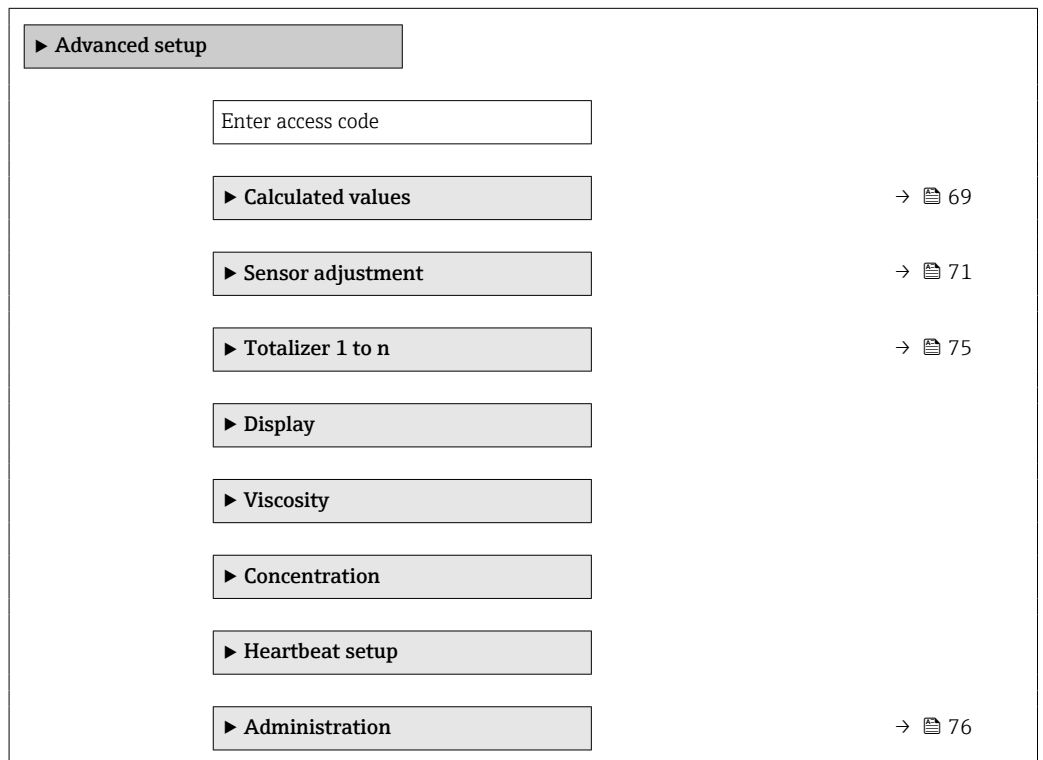 ▶ Advanced setup
Enter access code
▶ Calculated values → 69
▶ Sensor adjustment → 71
▶ Totalizer 1 to n → 75
▶ Display
▶ Viscosity
▶ Concentration
▶ Heartbeat setup
▶ Administration → 76